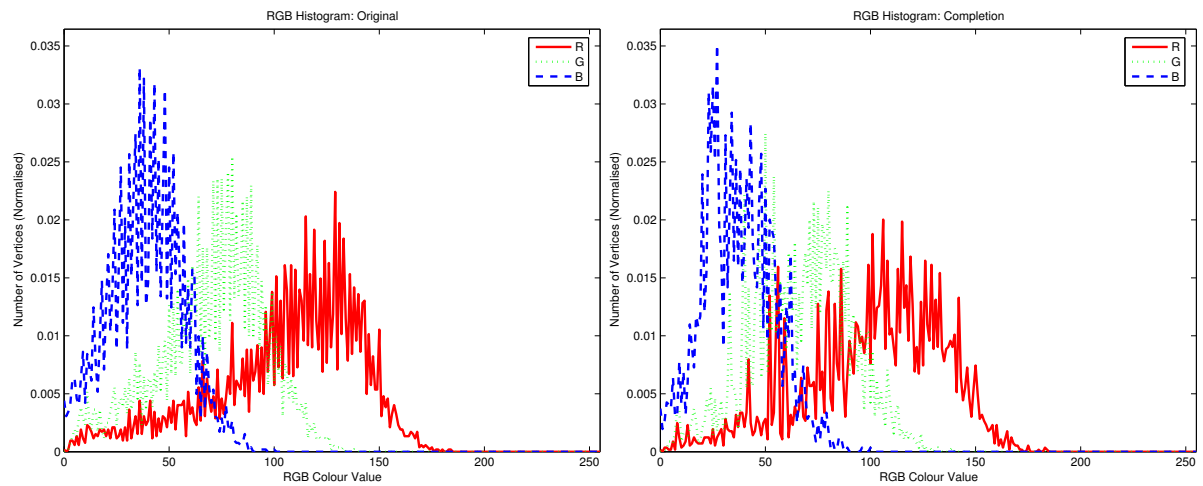 RGB Histogram: Original
0.035
0.03
0.025
0.02
0.015
0.01
0.005
0
Number of Vertices (Normalised)
R
G
B
0 50 100 150 200 250
RGB Colour Value
RGB Histogram: Completion
0.035
0.03
0.025
0.02
0.015
0.01
0.005
0
Number of Vertices (Normalised)
R
G
B
0 50 100 150 200 250
RGB Colour Value